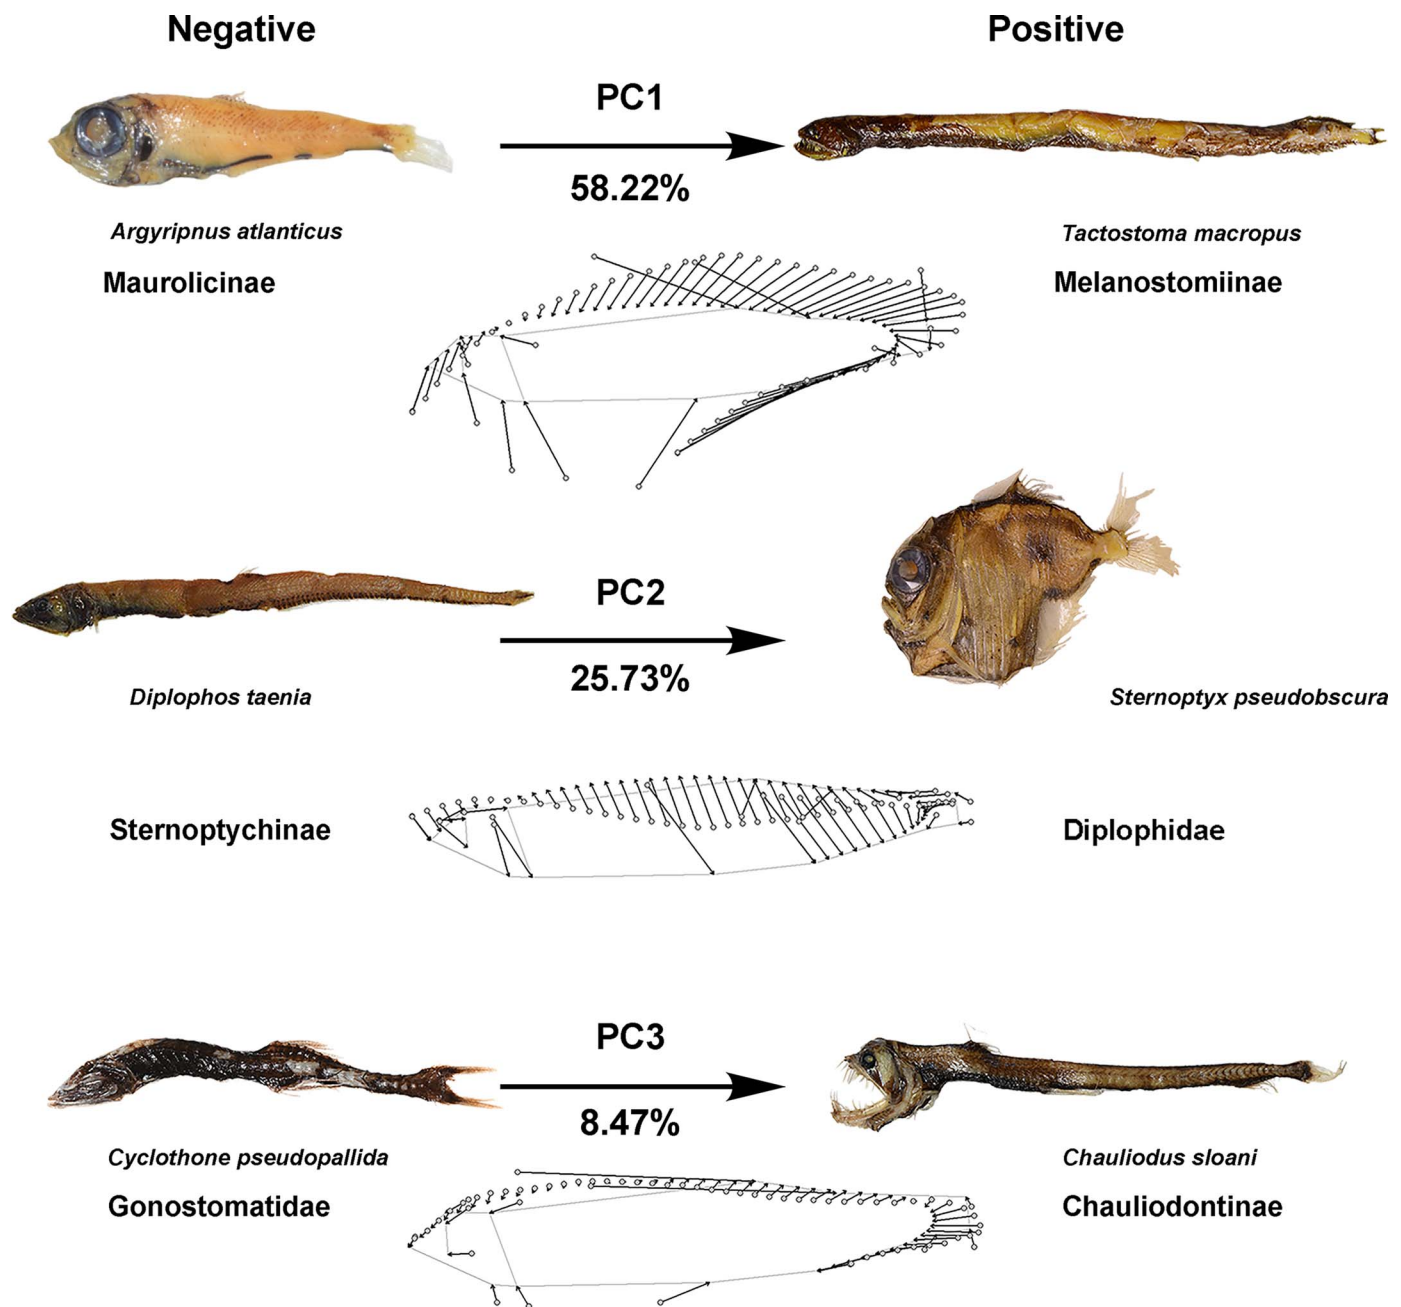 Negative
Positive
PC1
58.22%
Argyripnus atlanticus
Tactostoma macropus
Maurolicinae
Melanostomiinae
PC2
25.73%
Diplophos taenia
Sternoptyx pseudobscura
Sternoptychinae
Diplophidae
PC3
8.47%
Cyclothone pseudopallida
Chauliodus sloani
Gonostomatidae
Chauliodontinae